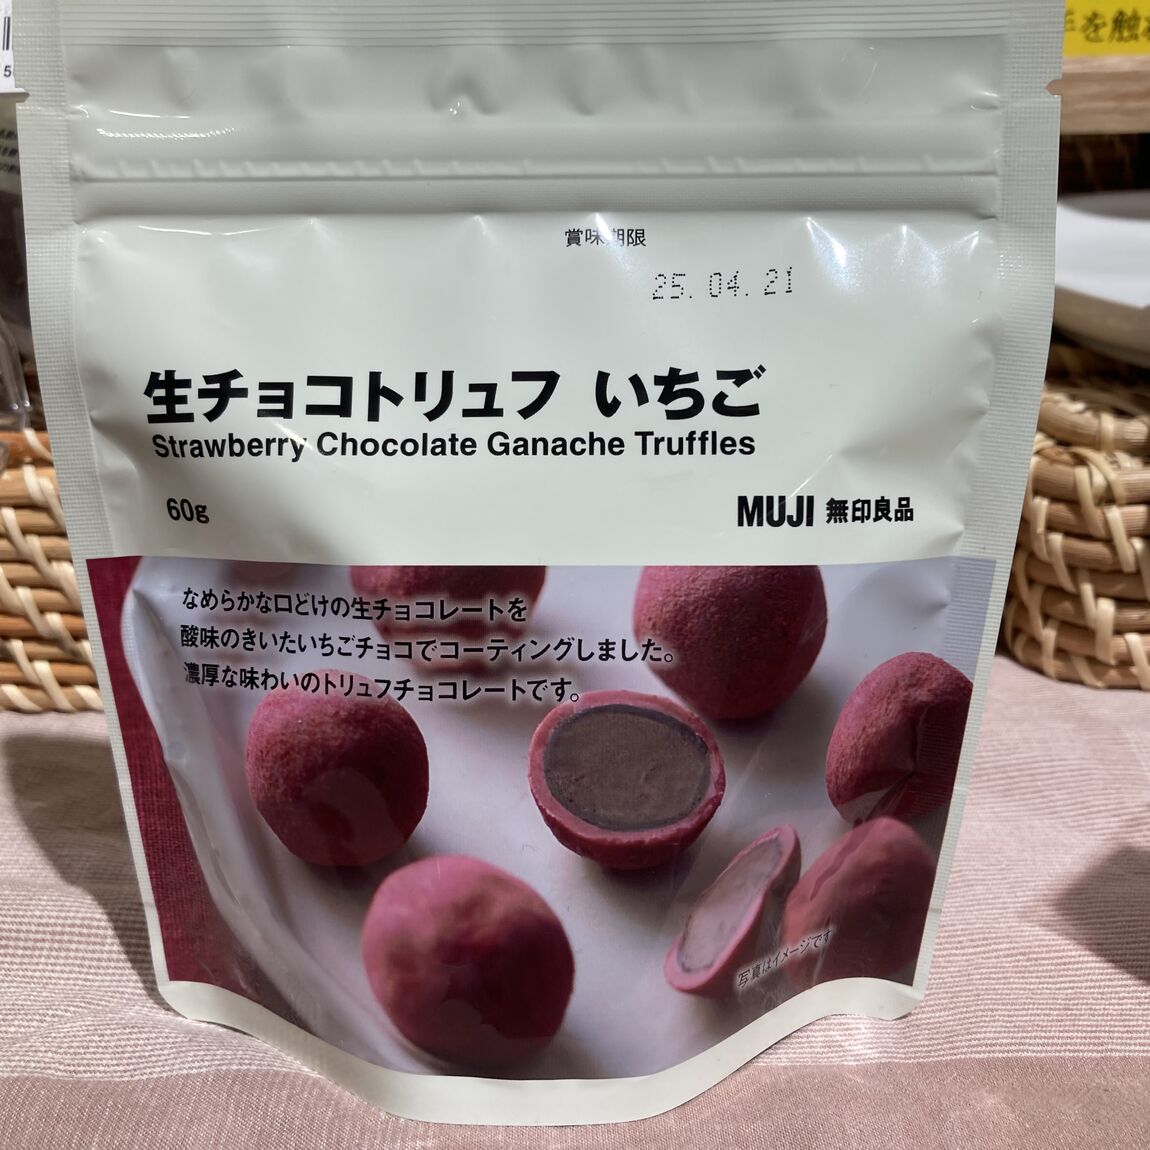 賞味期限
25.04.21
生チョコトリュフ いちご
Strawberry Chocolate Ganache Truffles
60g
MUJI 無印良品
なめらかな口どけの生チョコレートを
酸味のきいたいちごチョコでコーティングしました。
濃厚な味わいのトリュフチョコレートです。
写真はイメージです
を触